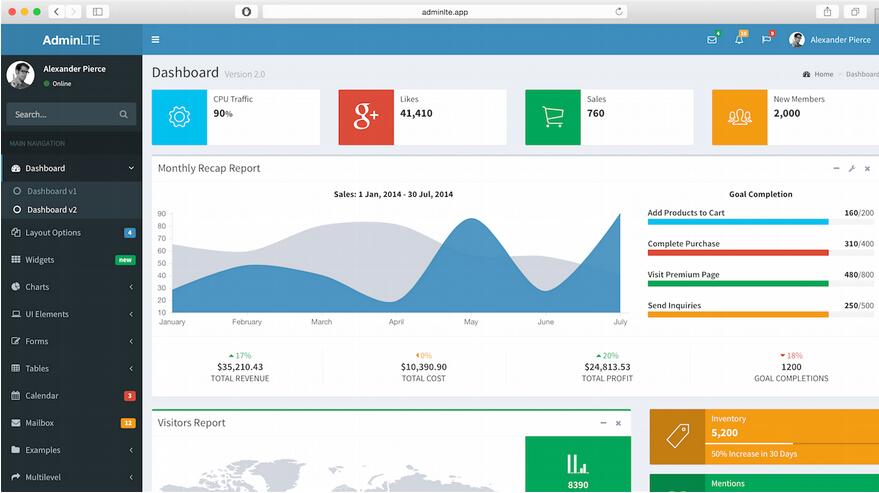 adminlte.app
AdminLTE
4
10
9
Alexander Pierce
Alexander Pierce
Online
Search...
MAIN NAVIGATION
Dashboard
Dashboard v1
Dashboard v2
Layout Options 4
Widgets new
Charts
UI Elements
Forms
Tables
Calendar 3
Mailbox 12
Examples
Multilevel
Dashboard Version 2.0
Home > Dashboard
CPU Traffic
90%
g+
Likes
41,410
Sales
760
New Members
2,000
Monthly Recap Report
Sales: 1 Jan, 2014 - 30 Jul, 2014
90
80
70
60
50
40
30
20
10
January February March April May June July
Goal Completion
Add Products to Cart 160/200
Complete Purchase 310/400
Visit Premium Page 480/800
Send Inquiries 250/500
17%
$35,210.43
TOTAL REVENUE
0%
$10,390.90
TOTAL COST
20%
$24,813.53
TOTAL PROFIT
18%
1200
GOAL COMPLETIONS
Visitors Report
8390
Inventory
5,200
50% Increase in 30 Days
Mentions